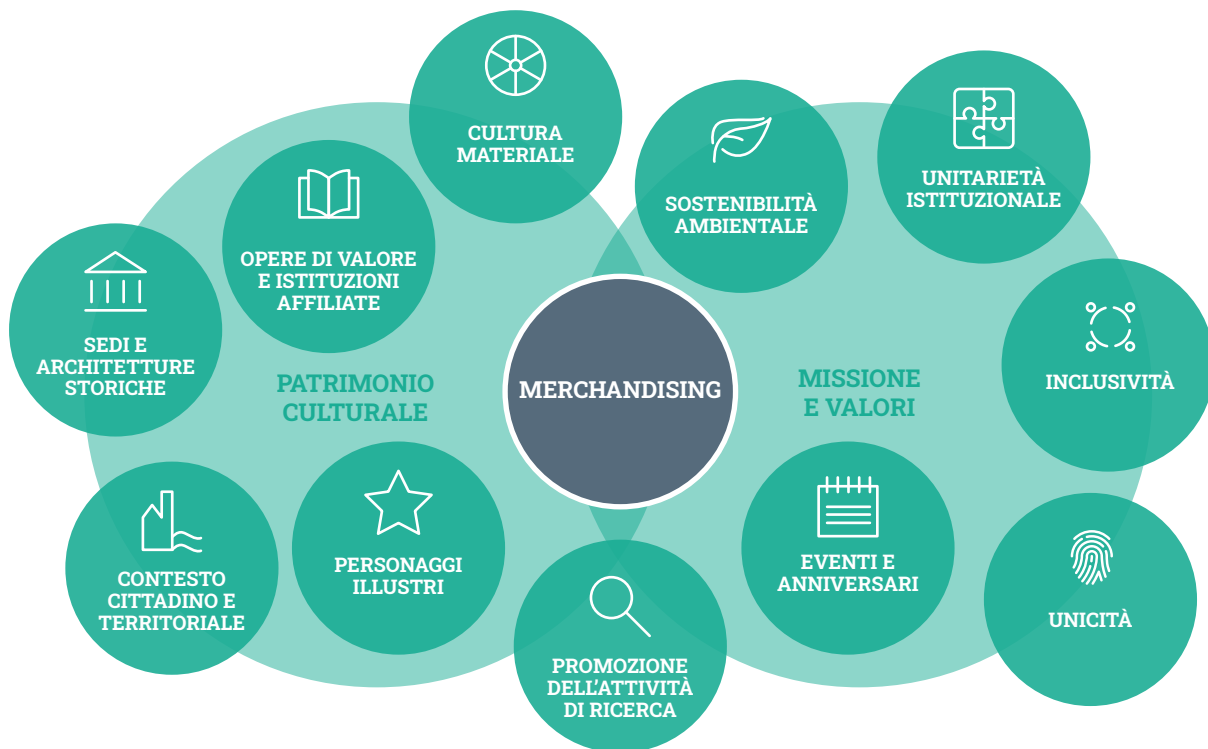 CULTURA
MATERIALE
UNITARIETÀ
ISTITUZIONALE
SOSTENIBILITÀ
AMBIENTALE
OPERE DI VALORE
E ISTITUZIONI
AFFILIATE
SEDI E
ARCHITETTURE
STORICHE
PATRIMONIO
CULTURALE
MERCHANDISING
MISSIONE
E VALORI
INCLUSIVITÀ
CONTESTO
CITTADINO E
TERRITORIALE
PERSONAGGI
ILLUSTRI
EVENTI E
ANNIVERSARI
UNICITÀ
PROMOZIONE
DELL'ATTIVITÀ
DI RICERCA